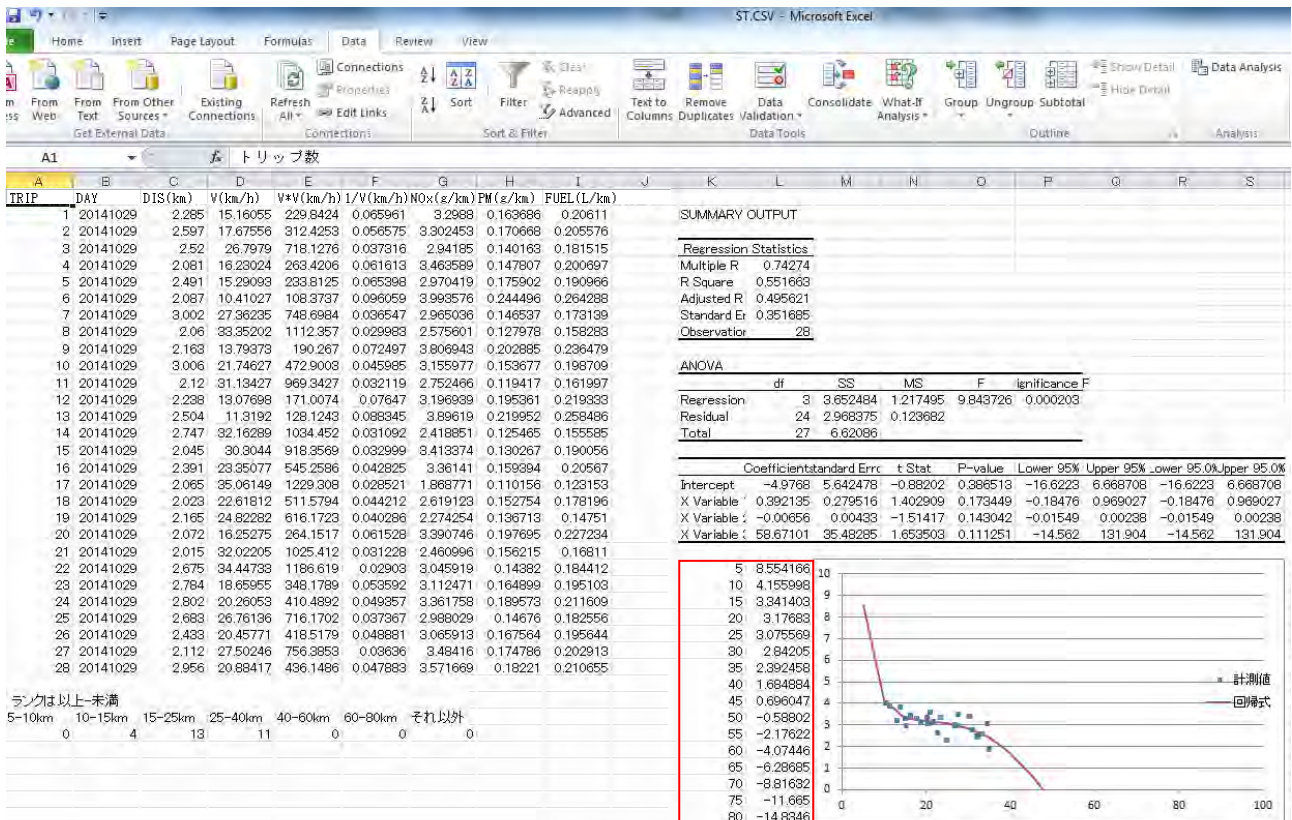 ST.CSV - Microsoft Excel
Home Insert Page Layout Formulas Data Review View
From Web
From Text
From Other Sources
Existing Connections
Refresh All
Connections
Properties
Edit Links
Sort
Filter
Clear
Reapply
Advanced
Text to Columns
Remove Duplicates
Data Validation
Consolidate
What-If Analysis
Group
Ungroup
Subtotal
Show Detail
Hide Detail
Data Analysis
Get External Data Connections Sort & Filter Data Tools Outline Analysis
A1 fx トリップ数
A B C D E F G H I J K L M N O P Q R S
TRIP DAY DIS(km) V(km/h) V*V(km/h) 1/V(km/h) NOx(g/km) PM(g/km) FUEL(L/km)
1 20141029 2.285 15.16055 229.8424 0.065961 3.2988 0.163686 0.20611
2 20141029 2.597 17.67556 312.4253 0.056575 3.302453 0.170668 0.205576
3 20141029 2.52 26.7979 718.1276 0.037316 2.94185 0.140163 0.181515
4 20141029 2.081 16.23024 263.4206 0.061613 3.463589 0.147807 0.200697
5 20141029 2.491 15.29093 233.8125 0.065398 2.970419 0.175902 0.190966
6 20141029 2.087 10.41027 108.3737 0.096059 3.993576 0.244496 0.264288
7 20141029 3.002 27.36235 748.6984 0.036547 2.965036 0.146537 0.173139
8 20141029 2.06 33.35202 1112.357 0.029983 2.575601 0.127978 0.158283
9 20141029 2.163 13.79373 190.267 0.072497 3.806943 0.202885 0.236479
10 20141029 3.006 21.74627 472.9003 0.045985 3.155977 0.153677 0.198709
11 20141029 2.12 31.13427 969.3427 0.032119 2.752466 0.119417 0.161997
12 20141029 2.238 13.07698 171.0074 0.07647 3.196939 0.195361 0.219333
13 20141029 2.504 11.3192 128.1243 0.088345 3.89619 0.219952 0.258486
14 20141029 2.747 32.16289 1034.452 0.031092 2.418851 0.125465 0.155585
15 20141029 2.045 30.3044 918.3569 0.032999 3.413374 0.130267 0.190056
16 20141029 2.391 23.35077 545.2586 0.042825 3.36141 0.159394 0.20567
17 20141029 2.065 35.06149 1229.308 0.028521 1.868771 0.110156 0.123153
18 20141029 2.023 22.61812 511.5794 0.044212 2.619123 0.152754 0.178196
19 20141029 2.165 24.82282 616.1723 0.040286 2.274254 0.136713 0.14751
20 20141029 2.072 16.25275 264.1517 0.061528 3.390746 0.197695 0.227234
21 20141029 2.015 32.02205 1025.412 0.031228 2.460996 0.156215 0.16811
22 20141029 2.675 34.44733 1186.619 0.02903 3.045919 0.14382 0.184412
23 20141029 2.784 18.65955 348.1789 0.053592 3.112471 0.164899 0.195103
24 20141029 2.802 20.26053 410.4892 0.049357 3.361758 0.189573 0.211609
25 20141029 2.683 26.76136 716.1702 0.037367 2.988029 0.14676 0.182556
26 20141029 2.433 20.45771 418.5179 0.048881 3.065913 0.167564 0.195644
27 20141029 2.112 27.50246 756.3853 0.03636 3.48416 0.174786 0.202913
28 20141029 2.956 20.88417 436.1486 0.047883 3.571669 0.18221 0.210655
ランクは以上-未満
5-10km 10-15km 15-25km 25-40km 40-60km 60-80km それ以外
0 4 13 11 0 0 0
SUMMARY OUTPUT
Regression Statistics
Multiple R 0.74274
R Square 0.551663
Adjusted R 0.495621
Standard Er 0.351685
Observation 28
ANOVA
df SS MS F ignificance F
Regression 3 3.652484 1.217495 9.843726 0.000203
Residual 24 2.968375 0.123682
Total 27 6.62086
Coefficients tandard Errc t Stat P-value Lower 95% Upper 95% ower 95.0% Upper 95.0%
Intercept -4.9768 5.642478 -0.88202 0.386513 -16.6223 6.668708 -16.6223 6.668708
X Variable 0.392135 0.279516 1.402909 0.173449 -0.18476 0.969027 -0.18476 0.969027
X Variable -0.00656 0.00433 -1.51417 0.143042 -0.01549 0.00238 -0.01549 0.00238
X Variable 58.67101 35.48285 1.653503 0.111251 -14.562 131.904 -14.562 131.904
5 8.554166
10 4.155998
15 3.341403
20 3.17683
25 3.075569
30 2.84205
35 2.392458
40 1.684884
45 0.696047
50 -0.58802
55 -2.17622
60 -4.07446
65 -6.28685
70 -8.81632
75 -11.665
80 -14.8346
10
9
8
7
6
5
4
3
2
1
0
0 20 40 60 80 100
計測値
回帰式